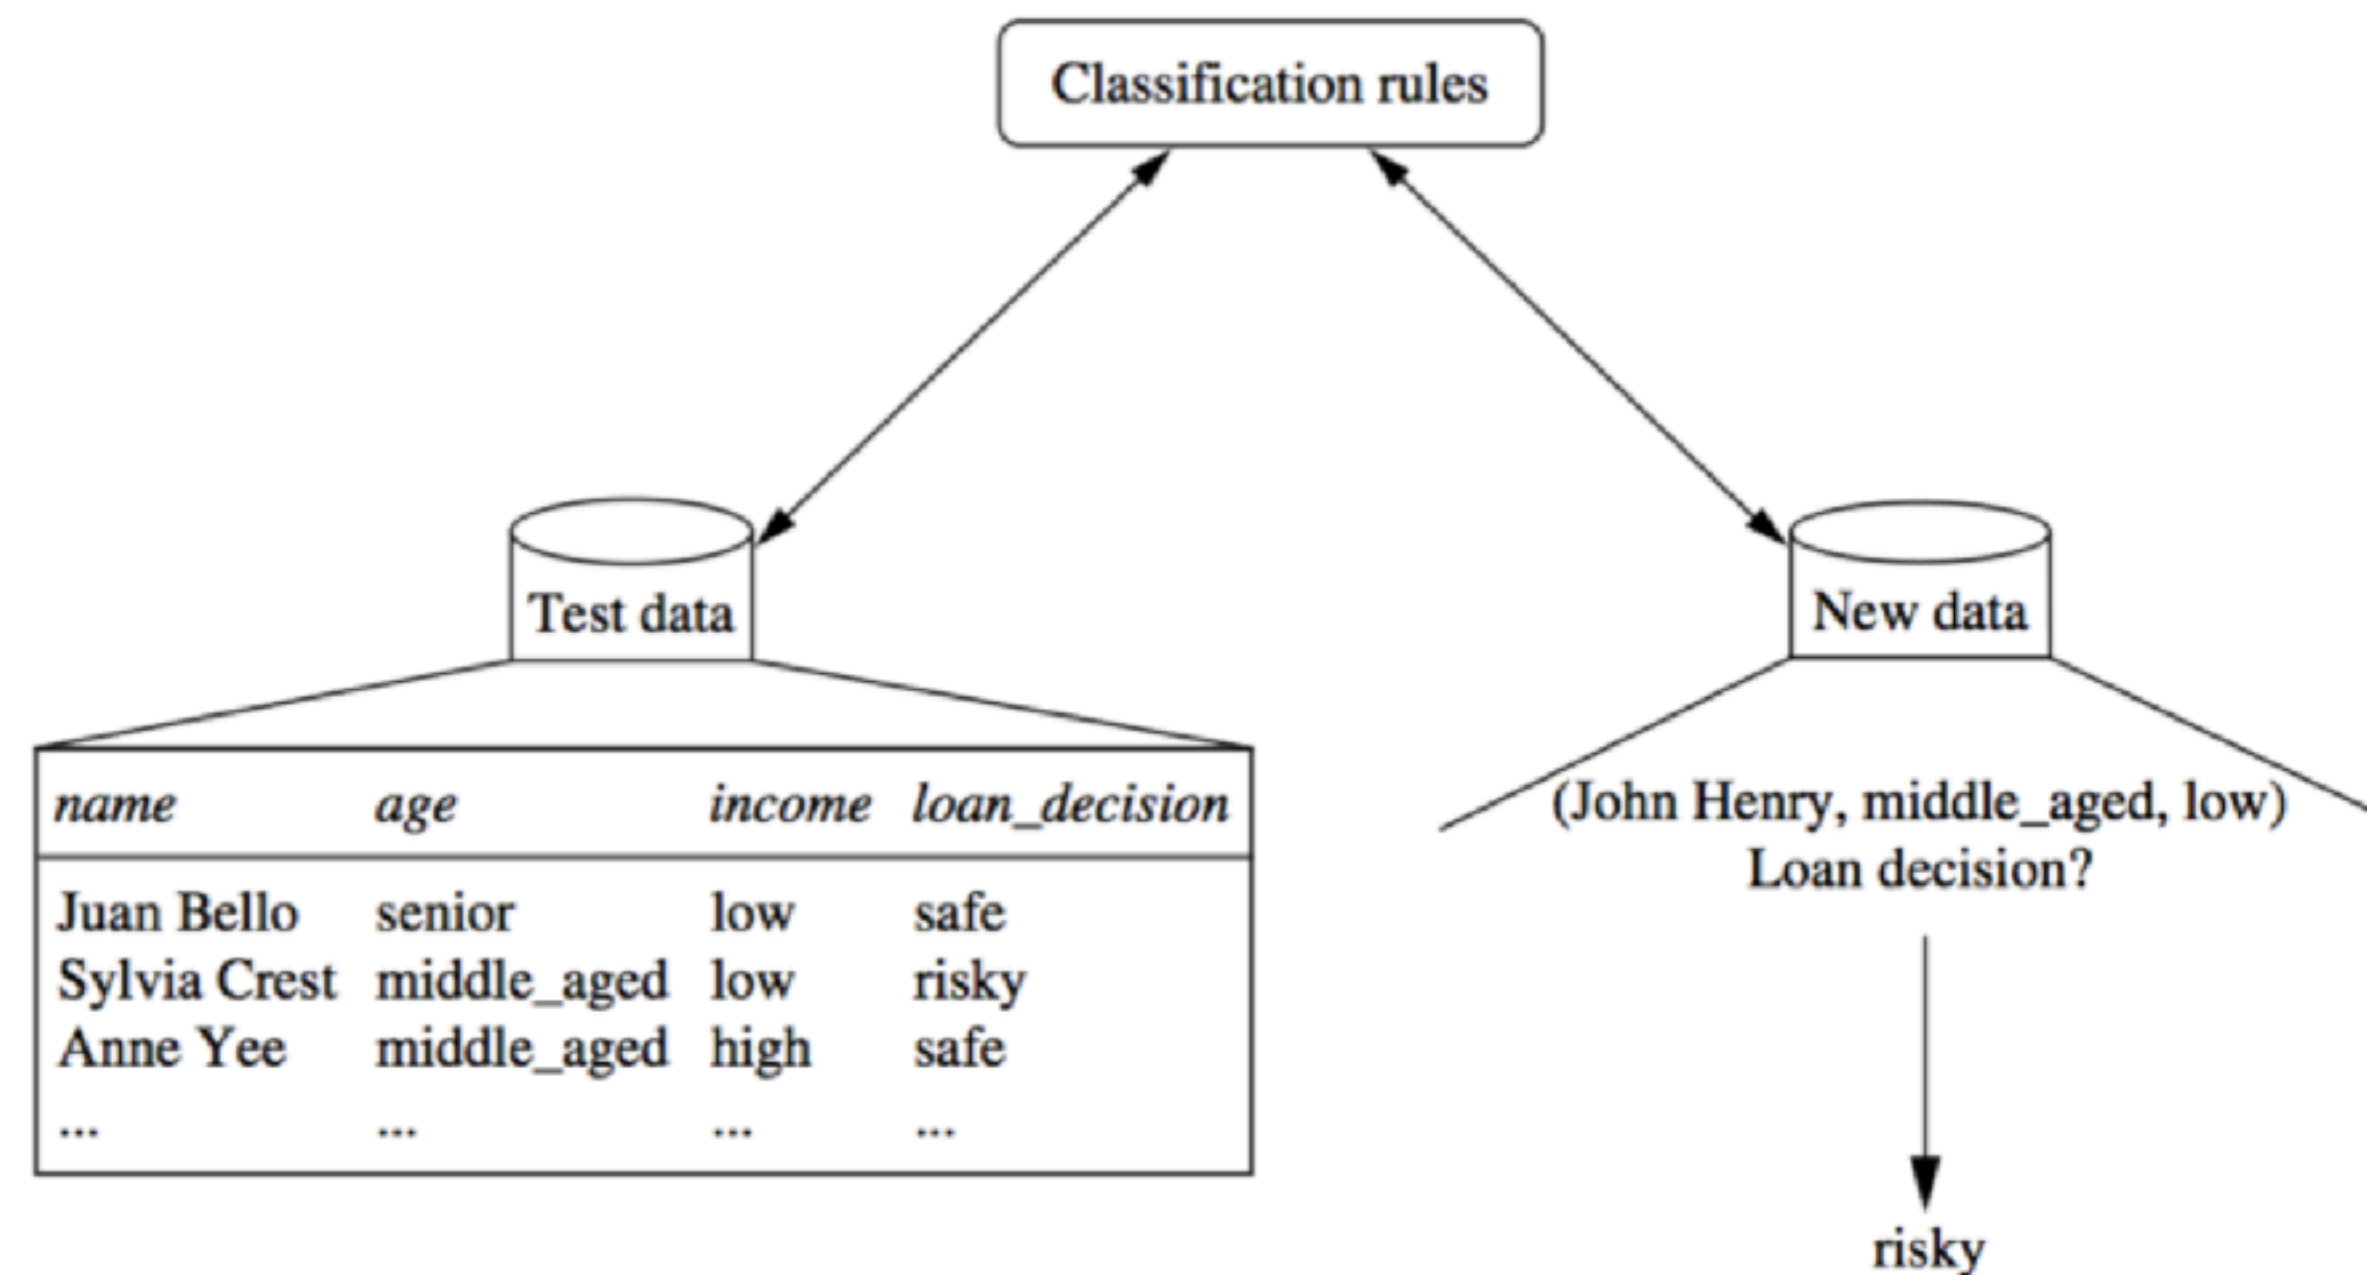 Classification rules
Test data
New data
name age income loan_decision
Juan Bello senior low safe
Sylvia Crest middle_aged low risky
Anne Yee middle_aged high safe
... ... ... ...
(John Henry, middle_aged, low)
Loan decision?
risky